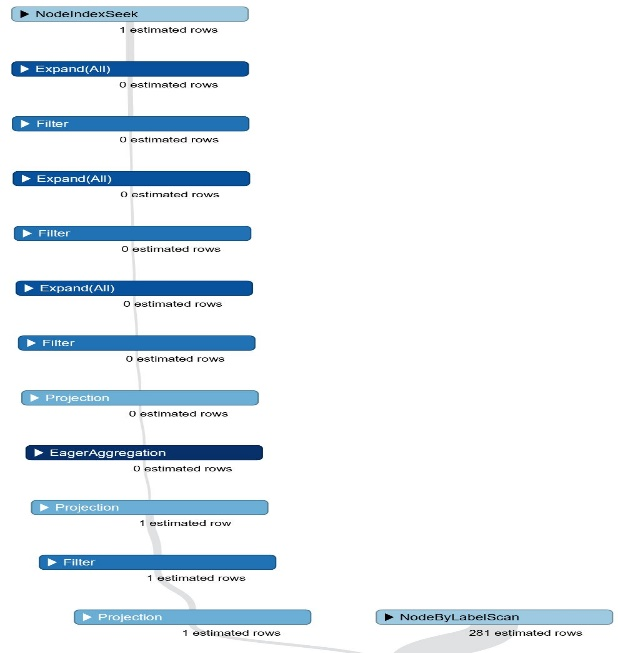 NodeIndexSeek
1 estimated rows
Expand(All)
0 estimated rows
Filter
0 estimated rows
Expand(All)
0 estimated rows
Filter
0 estimated rows
Expand(All)
0 estimated rows
Filter
0 estimated rows
Projection
0 estimated rows
EagerAggregation
0 estimated rows
Projection
1 estimated row
Filter
1 estimated rows
Projection
1 estimated rows
NodeByLabelScan
281 estimated rows